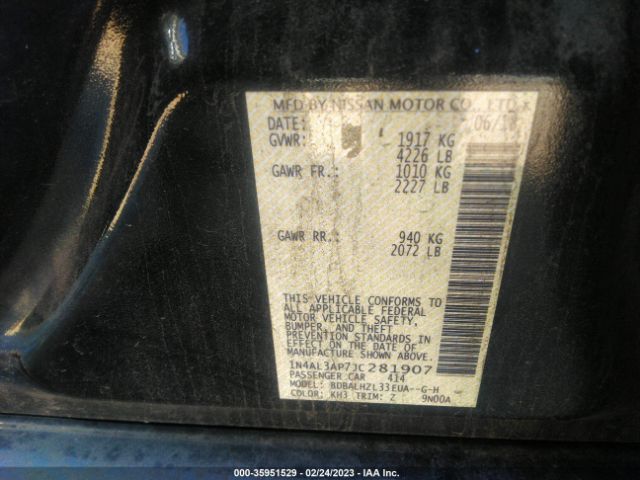 MFD BY NISSAN MOTOR CO., LTD.
DATE: 06/18
GVWR: 1917 KG
4226 LB
GAWR FR.: 1010 KG
2227 LB
GAWR RR.: 940 KG
2072 LB
THIS VEHICLE CONFORMS TO
ALL APPLICABLE FEDERAL
MOTOR VEHICLE SAFETY,
BUMPER, AND THEFT
PREVENTION STANDARDS
IN EFFECT ON THE DATE OF
MANUFACTURE SHOWN ABOVE.
1N4AL3AP7JC281907
PASSENGER CAR 414
MODEL: BDBALHZL33EUA--G-H
COLOR: KH3 TRIM: Z 9N00A
000-35951529 - 02/24/2023 - IAA Inc.